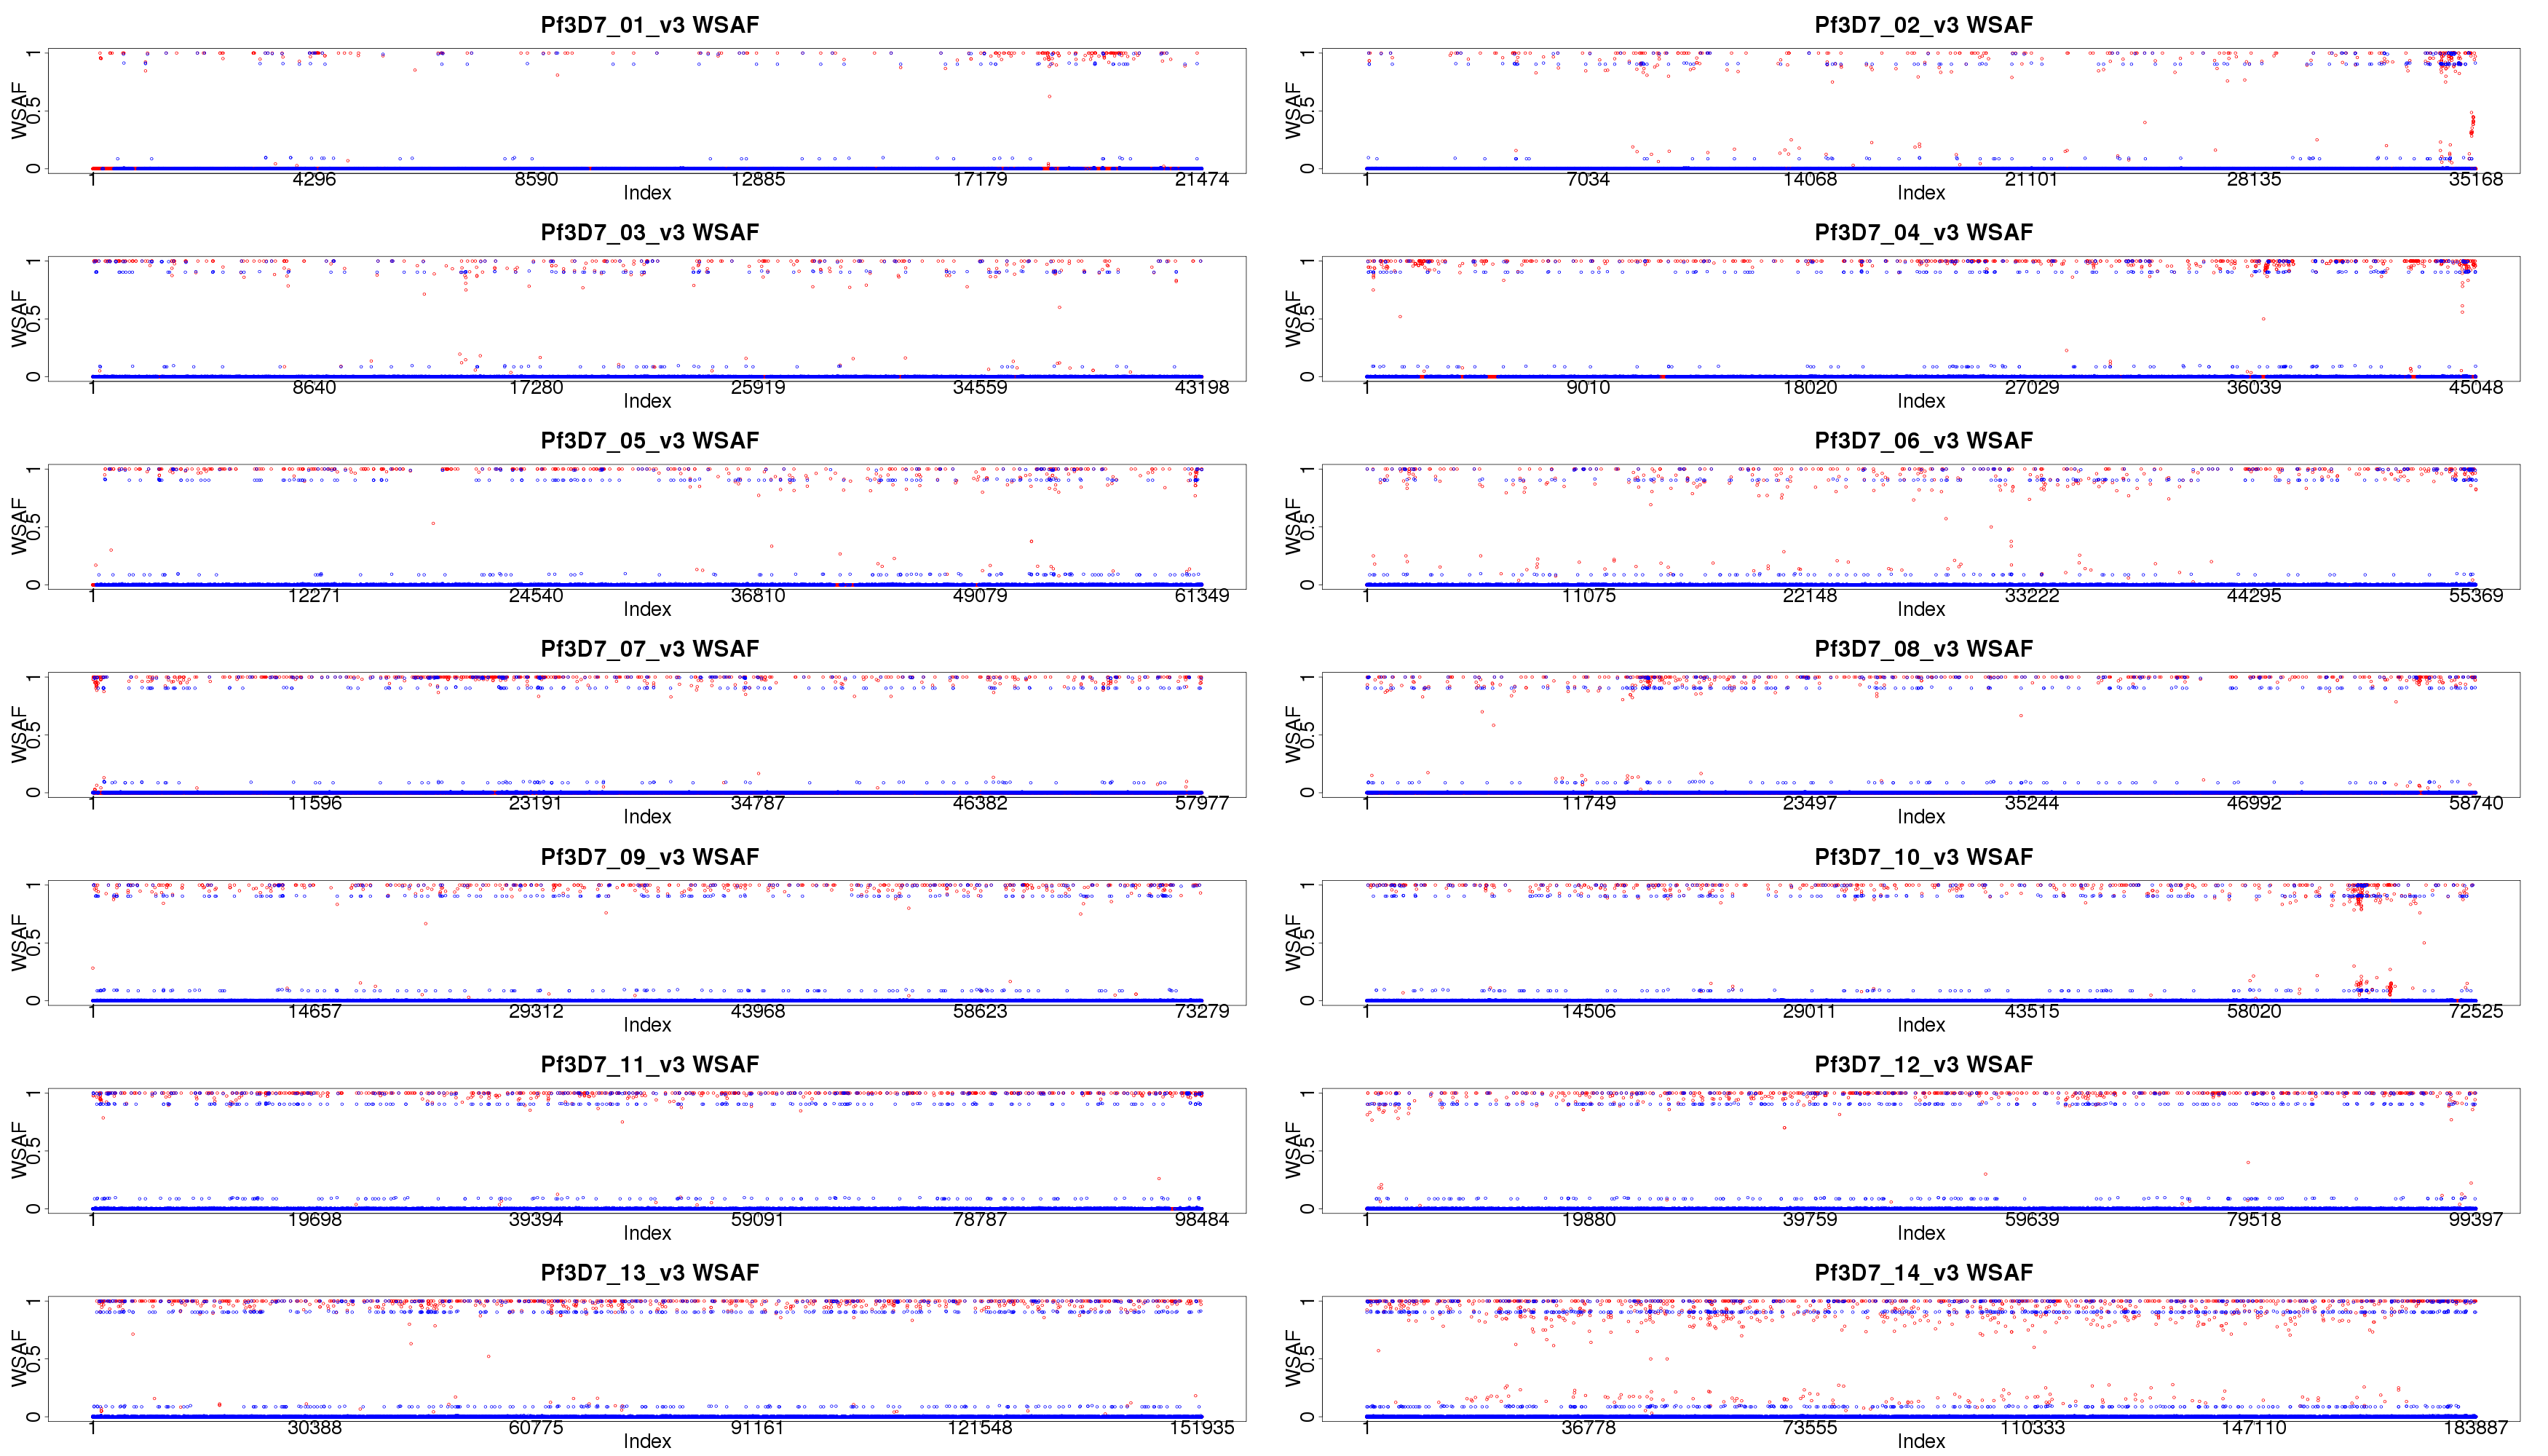 Pf3D7_01_v3 WSAF
WSAF
0 0.5 1
1 4296 8590 12885 17179 21474
Index
Pf3D7_02_v3 WSAF
WSAF
0 0.5 1
1 7034 14068 21101 28135 35168
Index
Pf3D7_03_v3 WSAF
WSAF
0 0.5 1
1 8640 17280 25919 34559 43198
Index
Pf3D7_04_v3 WSAF
WSAF
0 0.5 1
1 9010 18020 27029 36039 45048
Index
Pf3D7_05_v3 WSAF
WSAF
0 0.5 1
1 12271 24540 36810 49079 61349
Index
Pf3D7_06_v3 WSAF
WSAF
0 0.5 1
1 11075 22148 33222 44295 55369
Index
Pf3D7_07_v3 WSAF
WSAF
0 0.5 1
1 11596 23191 34787 46382 57977
Index
Pf3D7_08_v3 WSAF
WSAF
0 0.5 1
1 11749 23497 35244 46992 58740
Index
Pf3D7_09_v3 WSAF
WSAF
0 0.5 1
1 14657 29312 43968 58623 73279
Index
Pf3D7_10_v3 WSAF
WSAF
0 0.5 1
1 14506 29011 43515 58020 72525
Index
Pf3D7_11_v3 WSAF
WSAF
0 0.5 1
1 19698 39394 59091 78787 98484
Index
Pf3D7_12_v3 WSAF
WSAF
0 0.5 1
1 19880 39759 59639 79518 99397
Index
Pf3D7_13_v3 WSAF
WSAF
0 0.5 1
1 30388 60775 91161 121548 151935
Index
Pf3D7_14_v3 WSAF
WSAF
0 0.5 1
1 36778 73555 110333 147110 183887
Index